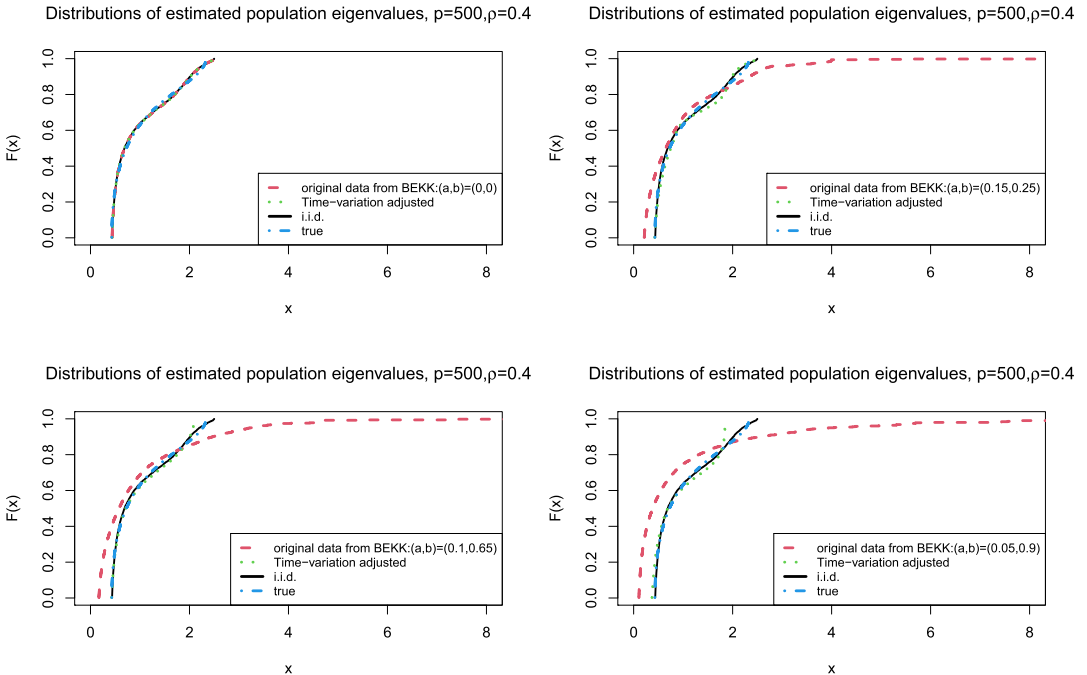 Distributions of estimated population eigenvalues, p=500,ρ=0.4
F(x)
0.0 0.2 0.4 0.6 0.8 1.0
original data from BEKK:(a,b)=(0,0)
Time−variation adjusted
i.i.d.
true
0 2 4 6 8
x
Distributions of estimated population eigenvalues, p=500,ρ=0.4
F(x)
0.0 0.2 0.4 0.6 0.8 1.0
original data from BEKK:(a,b)=(0.15,0.25)
Time−variation adjusted
i.i.d.
true
0 2 4 6 8
x
Distributions of estimated population eigenvalues, p=500,ρ=0.4
F(x)
0.0 0.2 0.4 0.6 0.8 1.0
original data from BEKK:(a,b)=(0.1,0.65)
Time−variation adjusted
i.i.d.
true
0 2 4 6 8
x
Distributions of estimated population eigenvalues, p=500,ρ=0.4
F(x)
0.0 0.2 0.4 0.6 0.8 1.0
original data from BEKK:(a,b)=(0.05,0.9)
Time−variation adjusted
i.i.d.
true
0 2 4 6 8
x